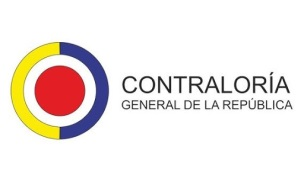 CONTRALORÍA
GENERAL DE LA REPÚBLICA